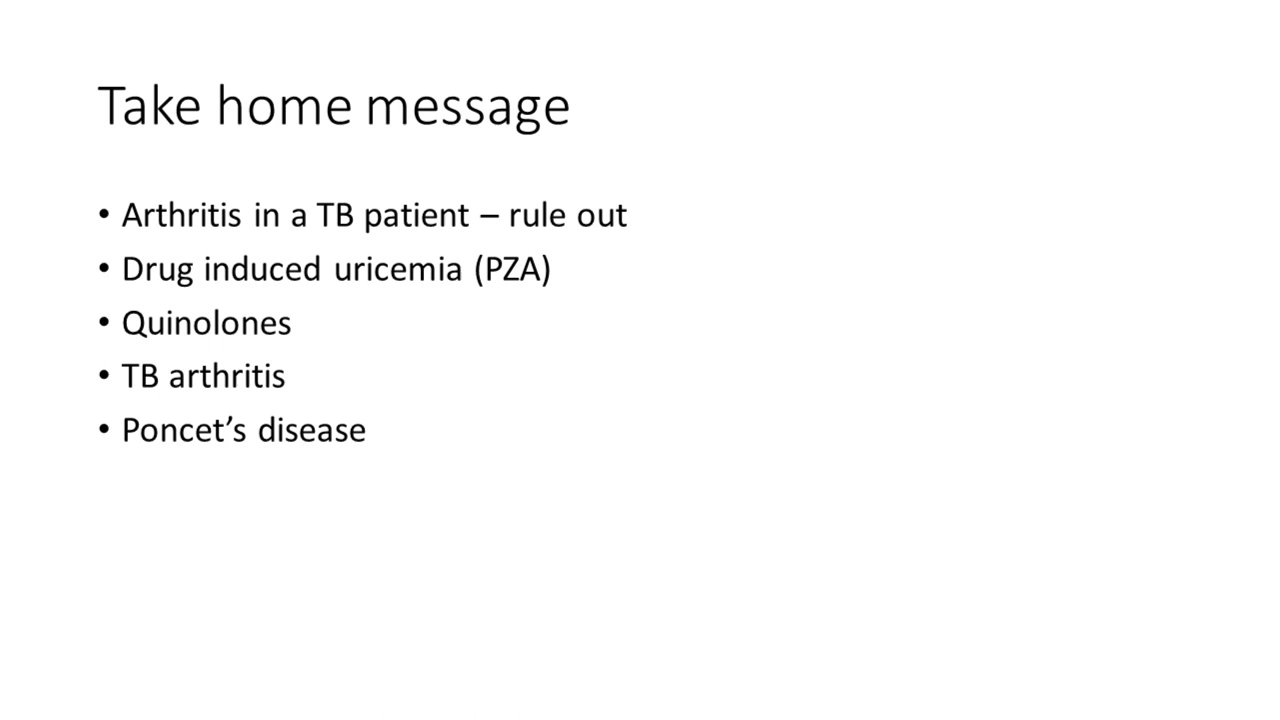 Take home message
• Arthritis in a TB patient – rule out
• Drug induced uricemia (PZA)
• Quinolones
• TB arthritis
• Poncet’s disease